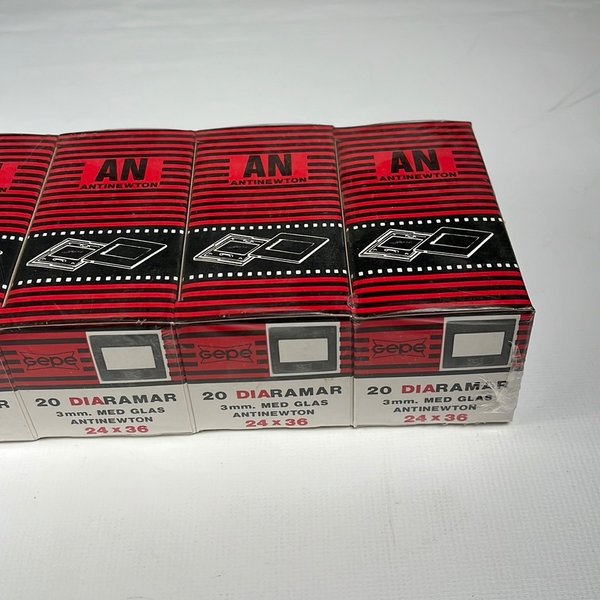 AN
ANTINEWTON
AN
ANTINEWTON
AN
ANTINEWTON
gepe
20 DIARAMAR
3mm. MED GLAS
ANTINEWTON
24 x 36
gepe
20 DIARAMAR
3mm. MED GLAS
ANTINEWTON
24 x 36
gepe
20 DIARAMAR
3mm. MED GLAS
ANTINEWTON
24 x 36